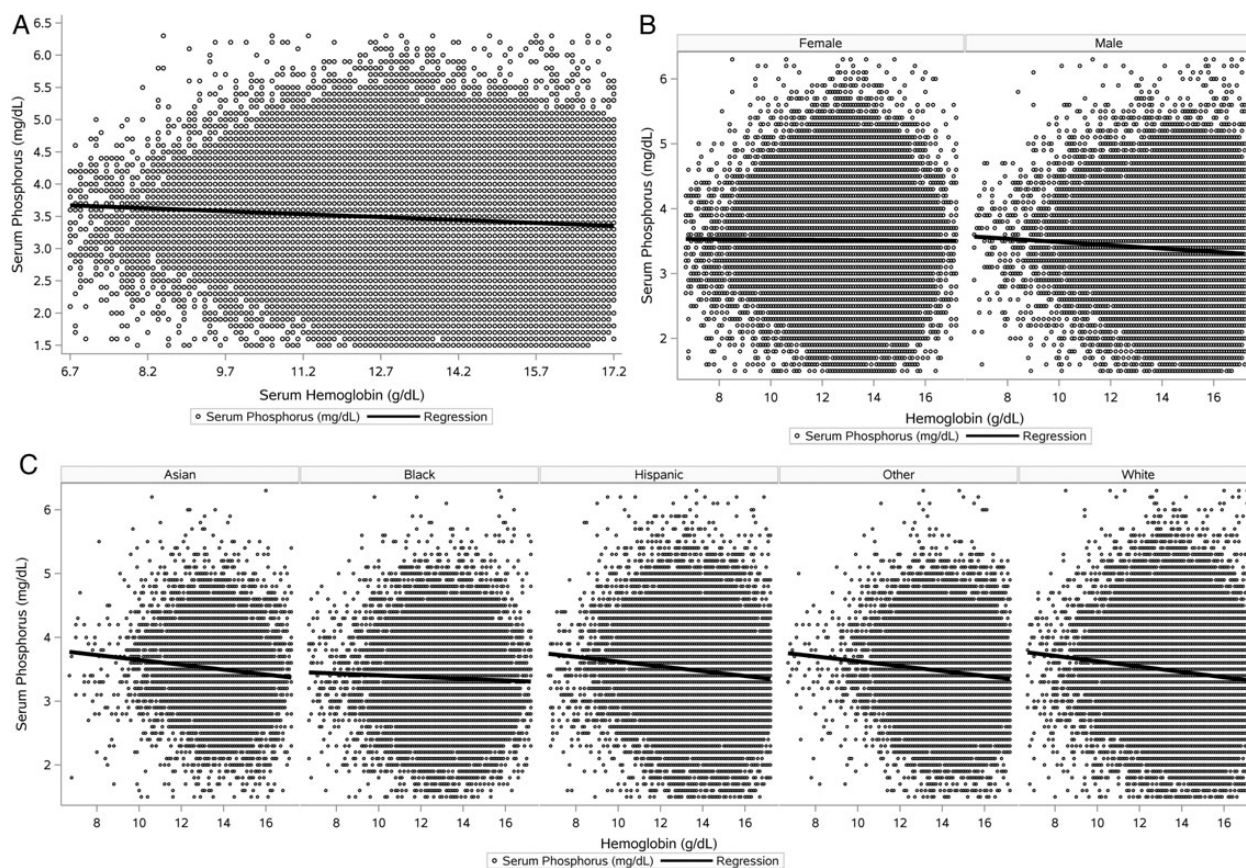 A
Serum Phosphorus (mg/dL)
6.5
6.0
5.5
5.0
4.5
4.0
3.5
3.0
2.5
2.0
1.5
6.7 8.2 9.7 11.2 12.7 14.2 15.7 17.2
Serum Hemoglobin (g/dL)
Serum Phosphorus (mg/dL) Regression
B
Female Male
Serum Phosphorus (mg/dL)
6
5
4
3
2
8 10 12 14 16 8 10 12 14 16
Hemoglobin (g/dL)
Serum Phosphorus (mg/dL) Regression
C
Asian Black Hispanic Other White
Serum Phosphorus (mg/dL)
6
5
4
3
2
8 10 12 14 16 8 10 12 14 16 8 10 12 14 16 8 10 12 14 16 8 10 12 14 16
Hemoglobin (g/dL)
Serum Phosphorus (mg/dL) Regression